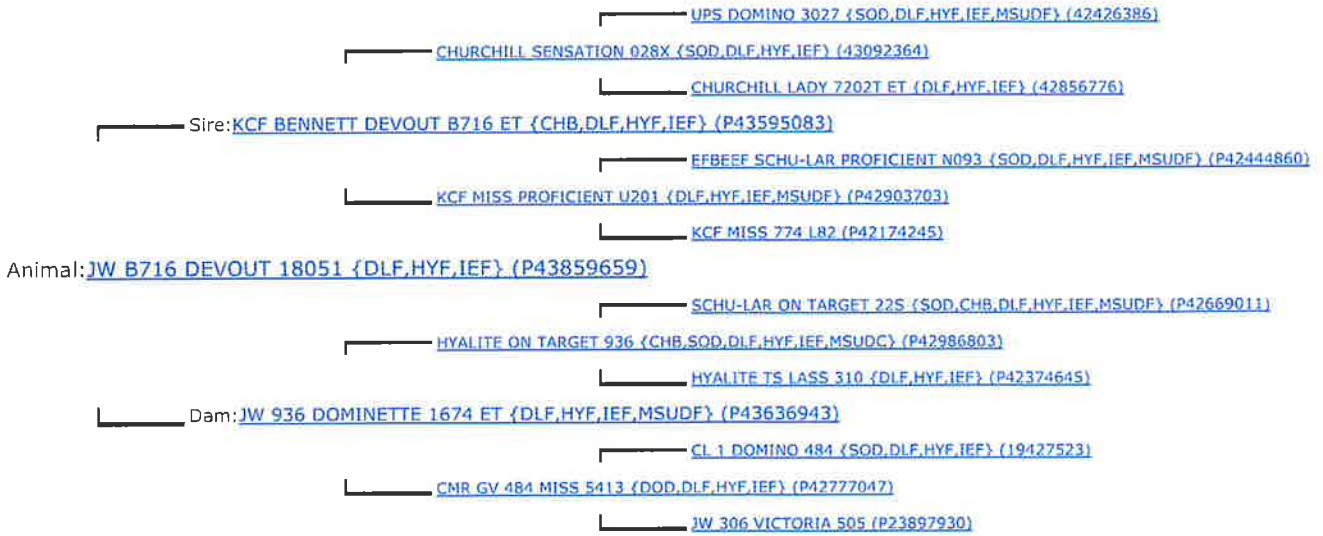 UPS DOMINO 3027 {SOD,DLF,HYF,IEF,MSUDF} (42426386)
CHURCHILL SENSATION 028X {SOD,DLF,HYF,IEF} (43092364)
CHURCHILL LADY 7202T ET {DLF,HYF,IEF} (42856776)
Sire:KCF BENNETT DEVOUT B716 ET {CHB,DLF,HYF,IEF} (P43595083)
EFBEEF SCHU-LAR PROFICIENT N093 {SOD,DLF,HYF,IEF,MSUDF} (P42444860)
KCF MISS PROFICIENT U201 {DLF,HYF,IEF,MSUDF} (P42903703)
KCF MISS 774 L82 (P42174245)
Animal:JW B716 DEVOUT 18051 {DLF,HYF,IEF} (P43859659)
SCHU-LAR ON TARGET 22S {SOD,CHB,DLF,HYF,IEF,MSUDF} (P42669011)
HYALITE ON TARGET 936 {CHB,SOD,DLF,HYF,IEF,MSUDC} (P42986803)
HYALITE TS LASS 310 {DLF,HYF,IEF} (P42374645)
Dam:JW 936 DOMINETTE 1674 ET {DLF,HYF,IEF,MSUDF} (P43636943)
CL 1 DOMINO 484 {SOD,DLF,HYF,IEF} (19427523)
CMR GV 484 MISS 5413 {DOD,DLF,HYF,IEF} (P42777047)
JW 306 VICTORIA 505 (P23897930)